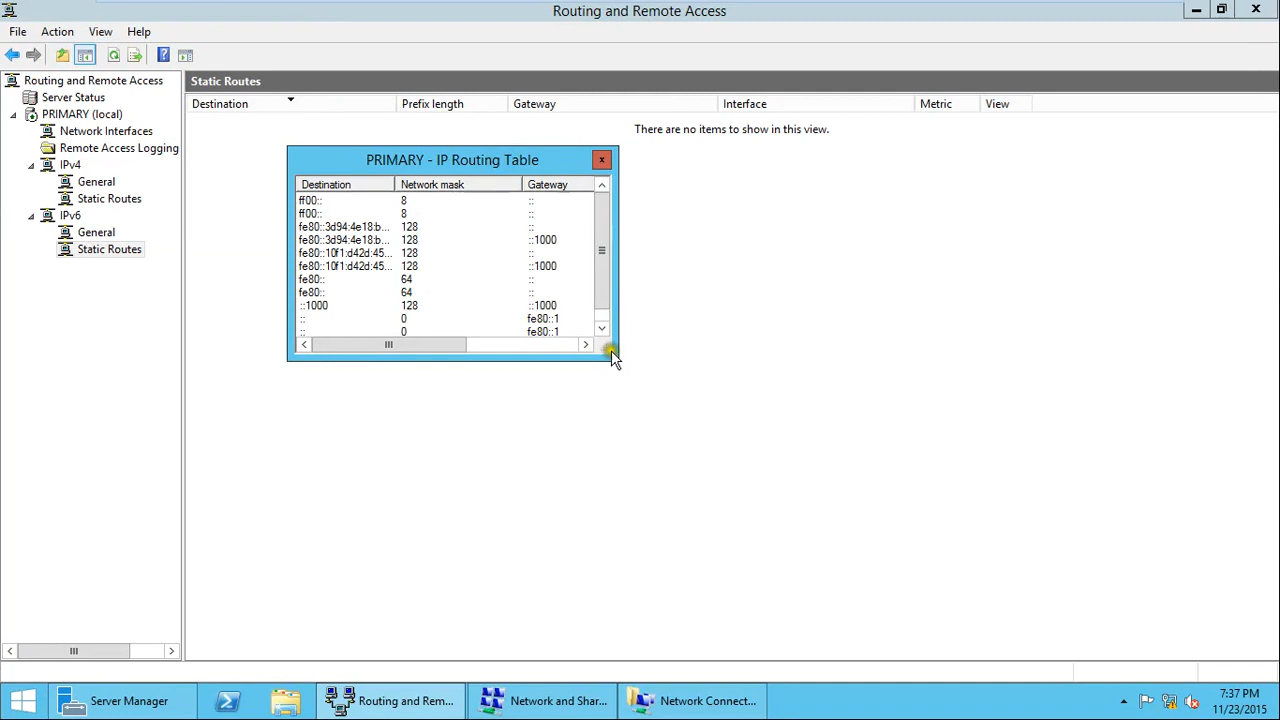 Routing and Remote Access
File Action View Help
Routing and Remote Access
Server Status
PRIMARY (local)
Network Interfaces
Remote Access Logging
IPv4
General
Static Routes
IPv6
General
Static Routes
Static Routes
Destination Prefix length Gateway Interface Metric View
There are no items to show in this view.
PRIMARY - IP Routing Table
Destination Network mask Gateway
ff00:: 8 ::
ff00:: 8 ::
fe80::3d94:4e18:b... 128 ::
fe80::3d94:4e18:b... 128 ::1000
fe80::10f1:d42d:45... 128 ::
fe80::10f1:d42d:45... 128 ::1000
fe80:: 64 ::
fe80:: 64 ::
::1000 128 ::1000
:: 0 fe80::1
:: 0 fe80::1
Server Manager
Routing and Rem...
Network and Shar...
Network Connect...
7:37 PM
11/23/2015